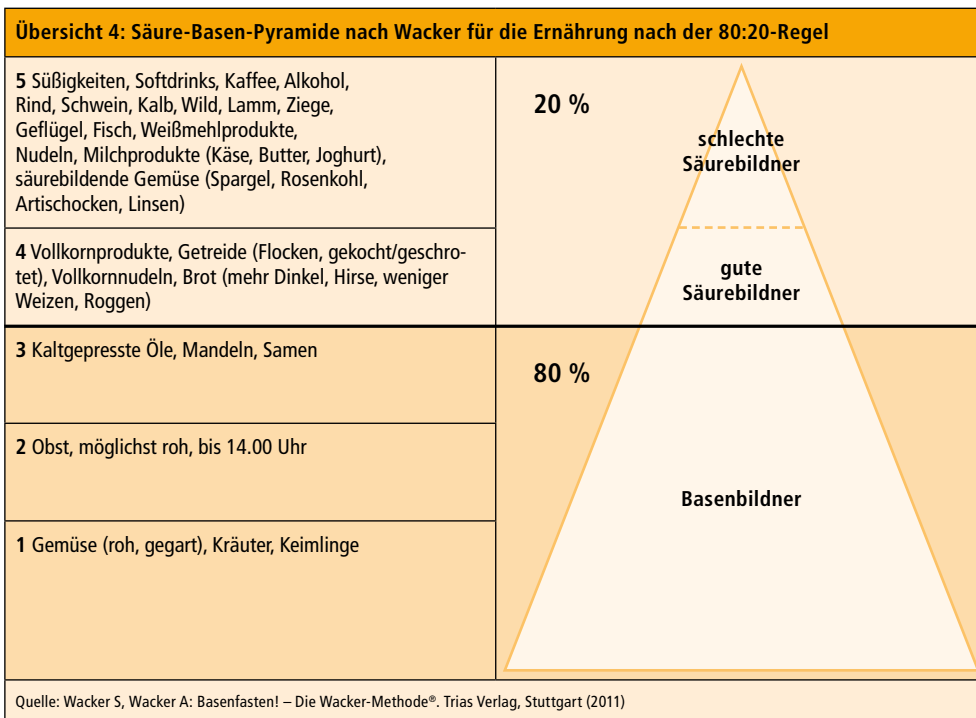 Übersicht 4: Säure-Basen-Pyramide nach Wacker für die Ernährung nach der 80:20-Regel
5 Süßigkeiten, Softdrinks, Kaffee, Alkohol,
Rind, Schwein, Kalb, Wild, Lamm, Ziege,
Geflügel, Fisch, Weißmehlprodukte,
Nudeln, Milchprodukte (Käse, Butter, Joghurt),
säurebildende Gemüse (Spargel, Rosenkohl,
Artischocken, Linsen)
20 %
schlechte
Säurebildner
4 Vollkornprodukte, Getreide (Flocken, gekocht/geschro-
tet), Vollkornnudeln, Brot (mehr Dinkel, Hirse, weniger
Weizen, Roggen)
gute
Säurebildner
3 Kaltgepresste Öle, Mandeln, Samen
80 %
2 Obst, möglichst roh, bis 14.00 Uhr
Basenbildner
1 Gemüse (roh, gegart), Kräuter, Keimlinge
Quelle: Wacker S, Wacker A: Basenfasten! – Die Wacker-Methode®. Trias Verlag, Stuttgart (2011)